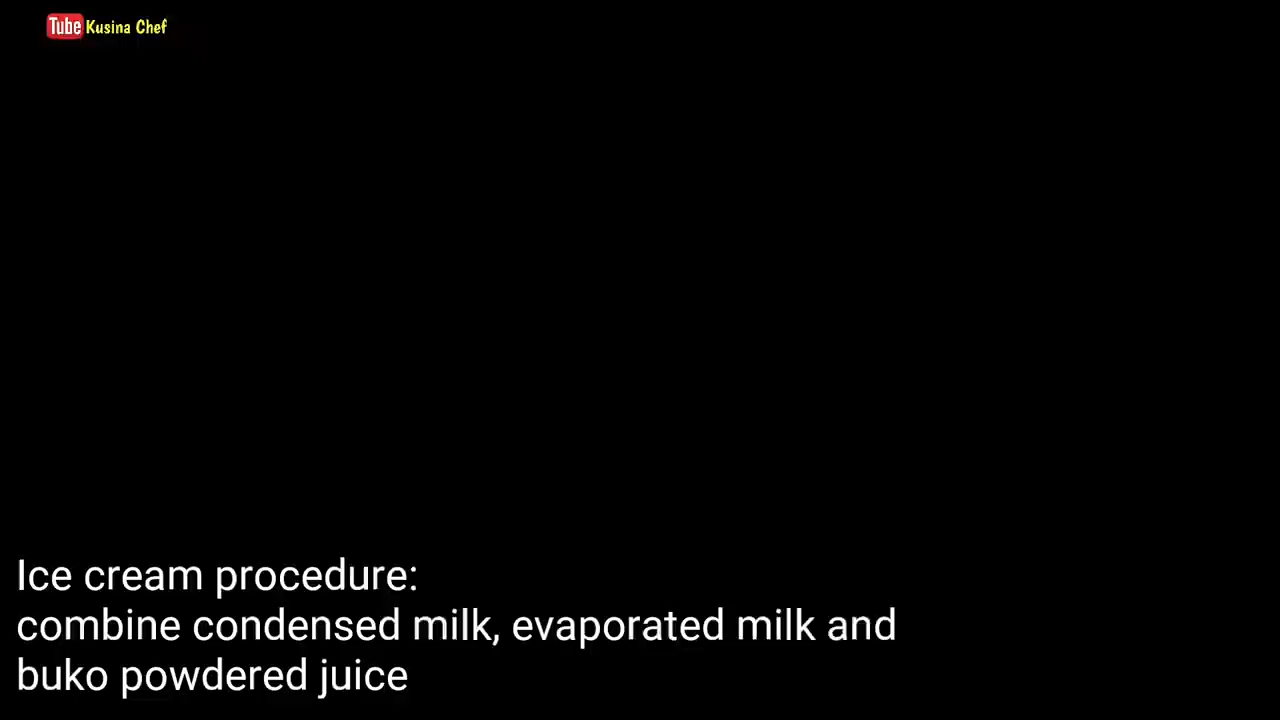 Tube Kusina Chef
Ice cream procedure:
combine condensed milk, evaporated milk and
buko powdered juice